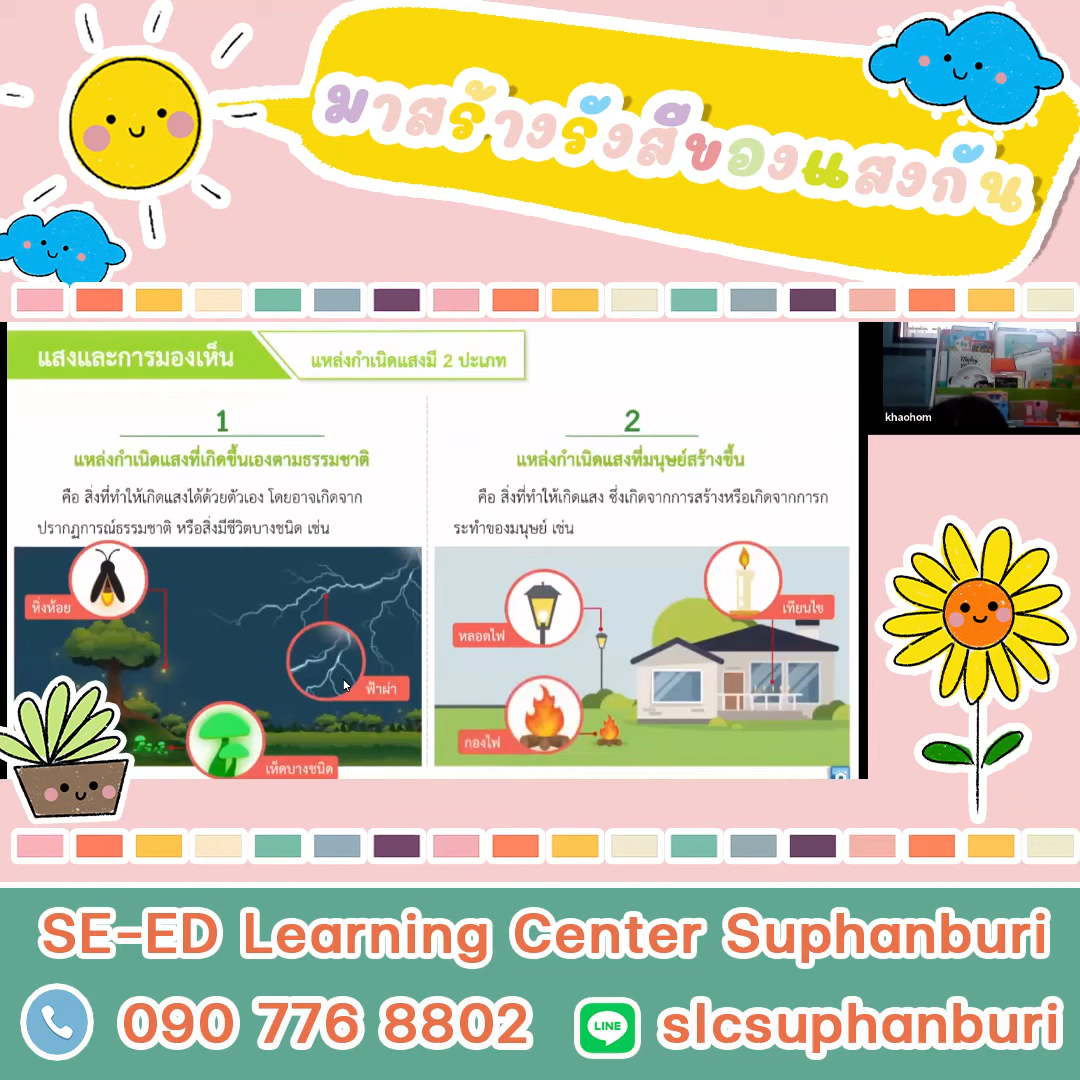 มาสร้างรังสีของแสงกัน
แสงและการมองเห็น
แหล่งกำเนิดแสงมี 2 ประเภท
khaohom
1
แหล่งกำเนิดแสงที่เกิดขึ้นเองตามธรรมชาติ
คือ สิ่งที่ทำให้เกิดแสงได้ด้วยตัวเอง โดยอาจเกิดจาก
ปรากฏการณ์ธรรมชาติ หรือสิ่งมีชีวิตบางชนิด เช่น
หิ่งห้อย
ฟ้าผ่า
เห็ดบางชนิด
2
แหล่งกำเนิดแสงที่มนุษย์สร้างขึ้น
คือ สิ่งที่ทำให้เกิดแสง ซึ่งเกิดจากการสร้างหรือเกิดจากการก
ระทำของมนุษย์ เช่น
เทียนไข
หลอดไฟ
กองไฟ
SE-ED Learning Center Suphanburi
090 776 8802
LINE
slcsuphanburi